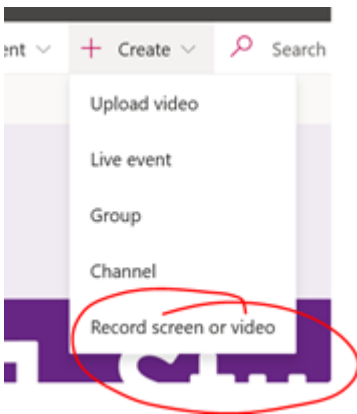 ent
+ Create
Search
Upload video
Live event
Group
Channel
Record screen or video